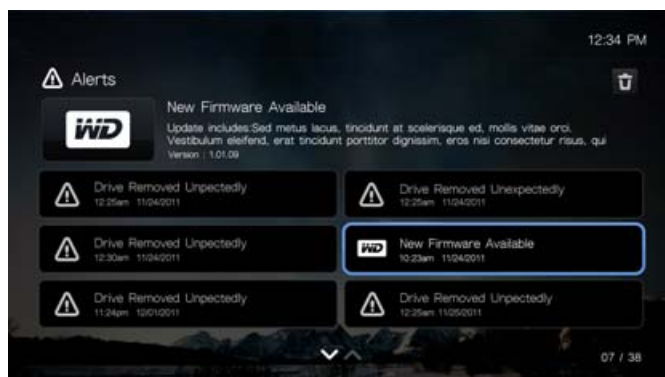 12:34 PM
Alerts
WD
New Firmware Available
Update includes:Sed metus lacus, tincidunt at scelerisque ed, mollis vitae orci.
Vestibulum eleifend, erat tincidunt porttitor dignissim, eros nisi consectetur risus, qui
Version : 1.01.09
Drive Removed Unpectedly
12:25am 11/24/2011
Drive Removed Unexpectedly
12:25am 11/24/2011
Drive Removed Unpectedly
12:30am 11/24/2011
WD
New Firmware Available
10:23am 11/24/2011
Drive Removed Unpectedly
11:24pm 12/01/2011
Drive Removed Unpectedly
12:25am 11/25/2011
07 / 38